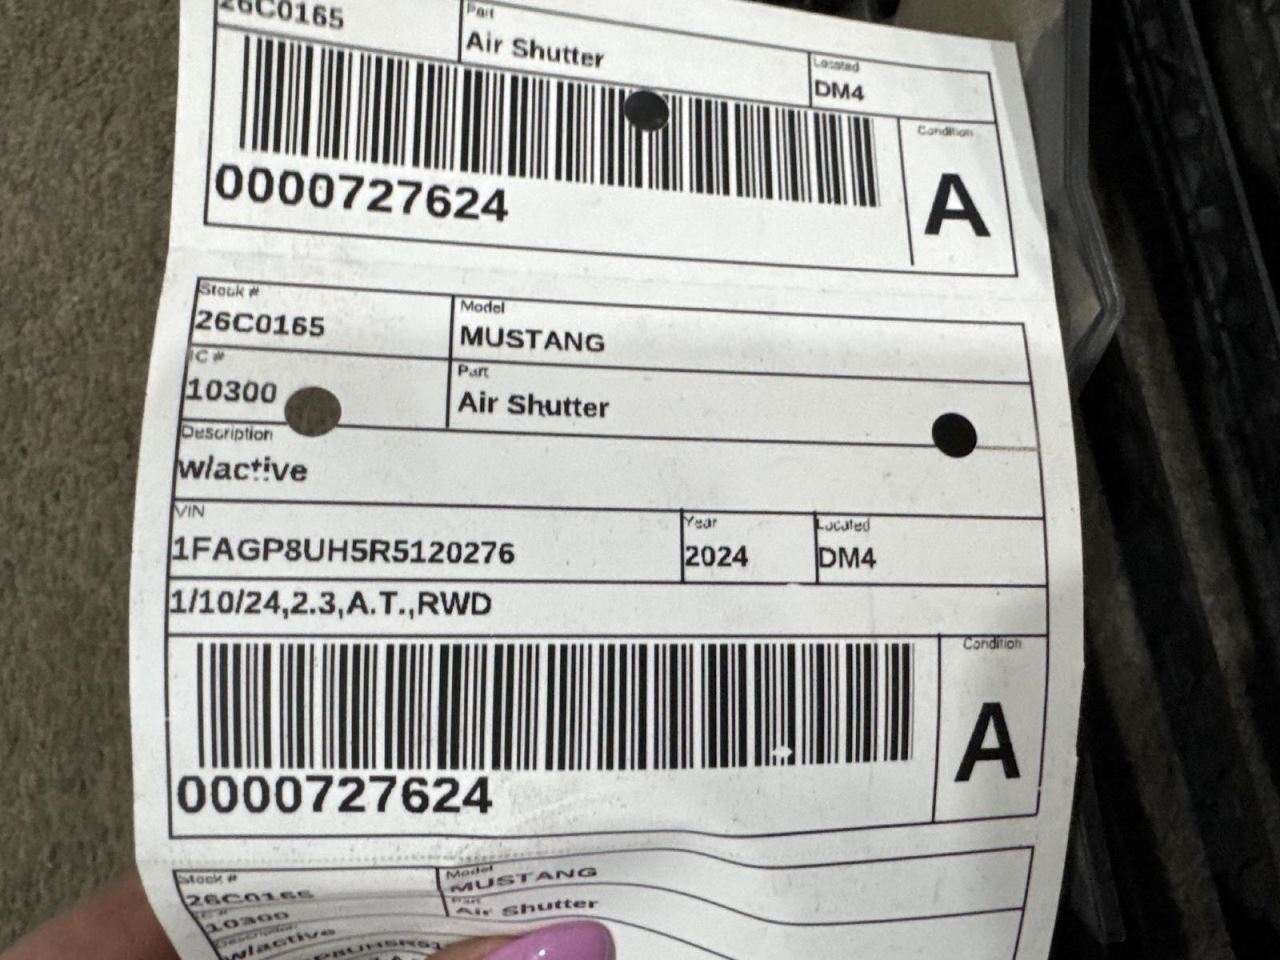 26C0165
Part
Air Shutter
Located
DM4
Condition
A
0000727624
Stock #
26C0165
Model
MUSTANG
IC #
10300
Part
Air Shutter
Description
w/active
VIN
1FAGP8UH5R5120276
Year
2024
Located
DM4
1/10/24,2.3,A.T.,RWD
Condition
A
0000727624
Stock #
26C0165
Model
MUSTANG
IC #
10300
Part
Air Shutter
Description
w/active